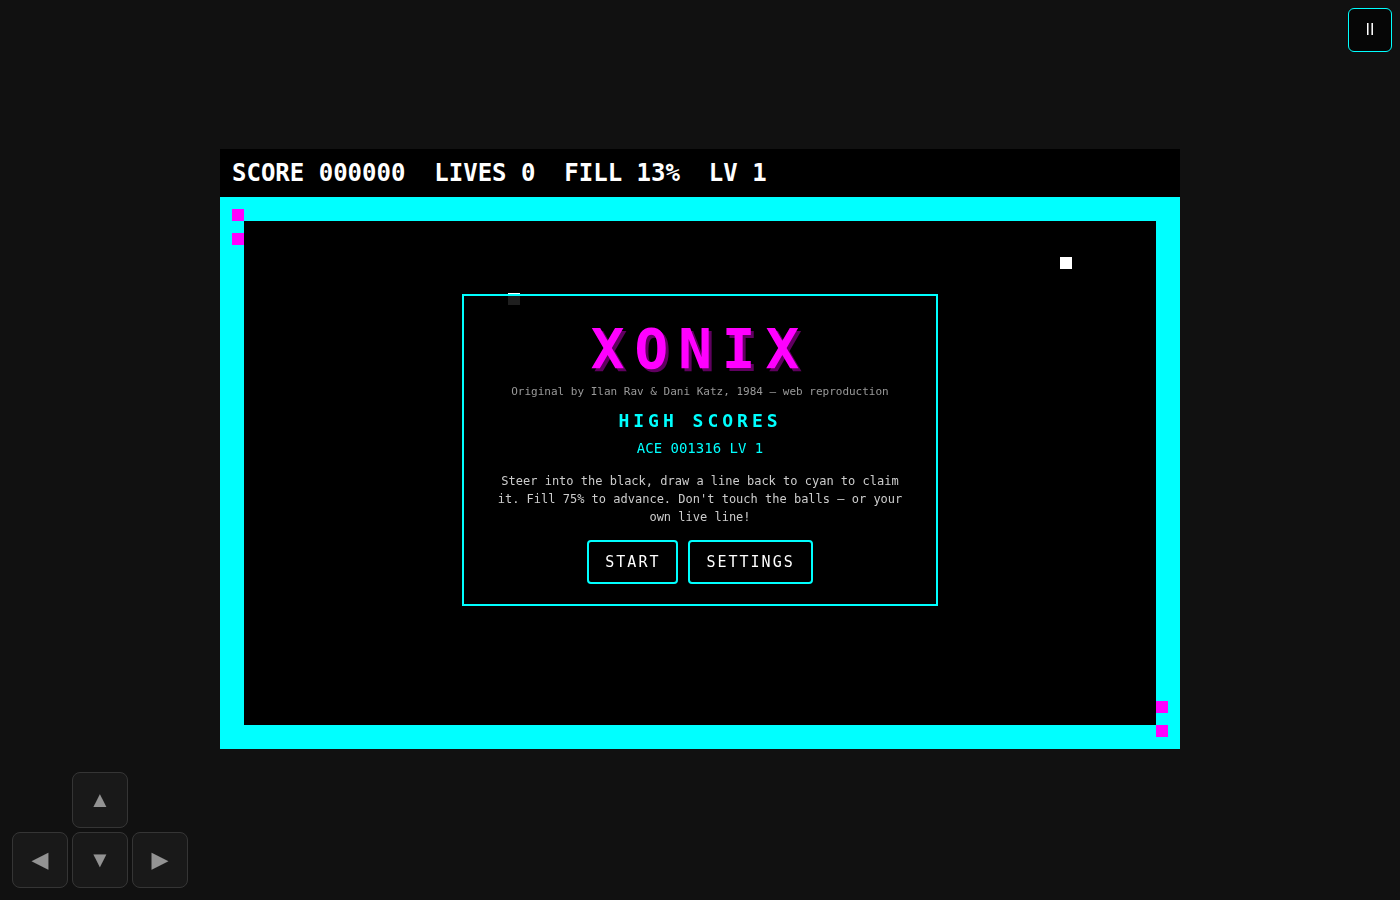 SCORE 000000 LIVES 0 FILL 13% LV 1
XONIX
Original by Ilan Rav & Dani Katz, 1984 — web reproduction
HIGH SCORES
ACE 001316 LV 1
Steer into the black, draw a line back to cyan to claim
it. Fill 75% to advance. Don't touch the balls — or your
own live line!
START SETTINGS